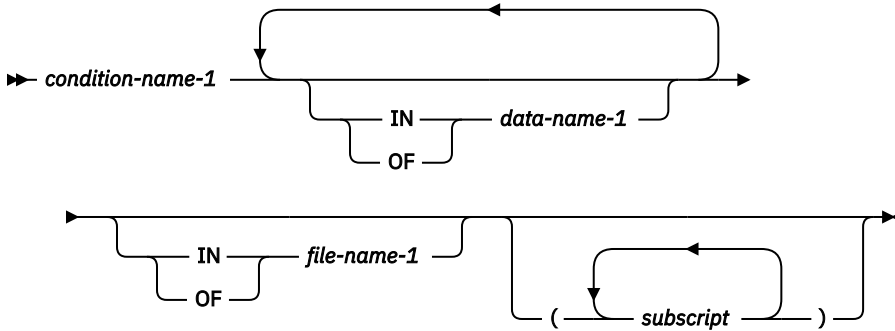 condition-name-1
IN data-name-1
OF
IN file-name-1
OF
( subscript )